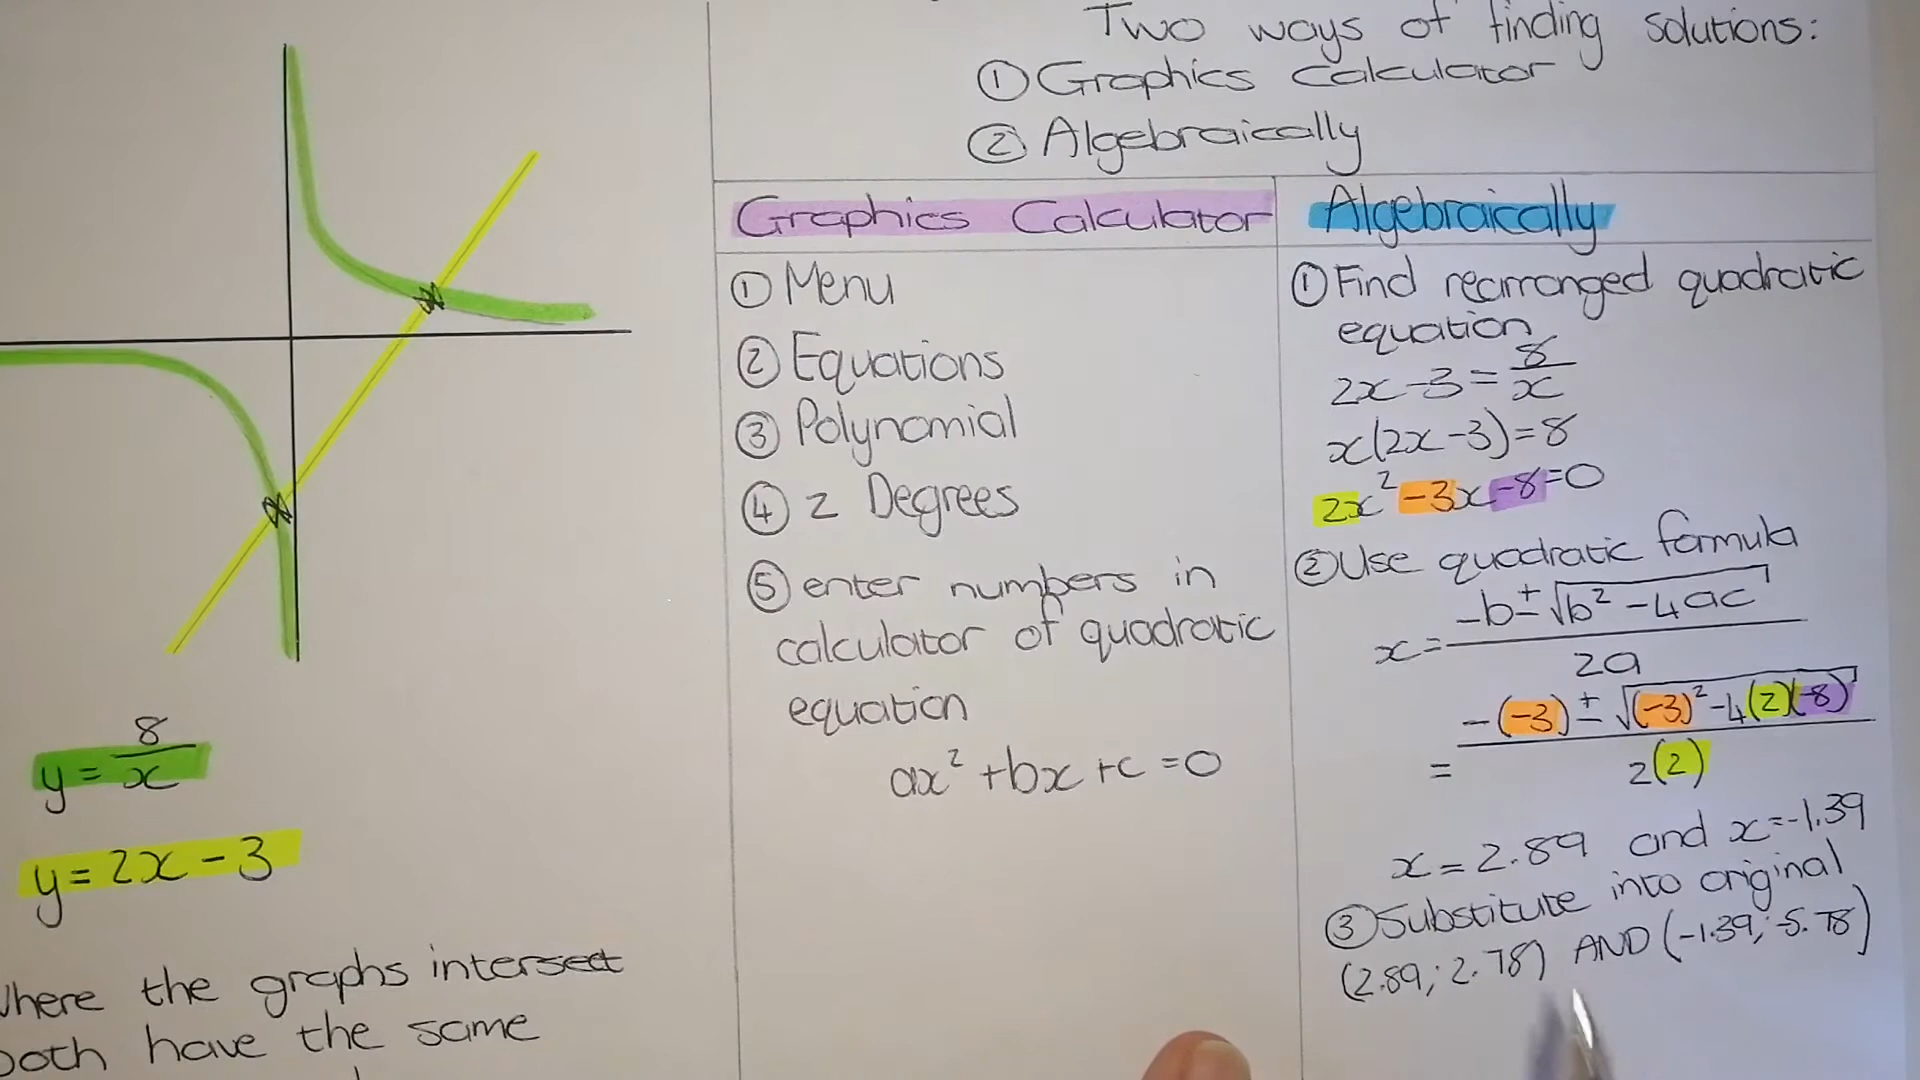 Two ways of finding solutions:
① Graphics Calculator
② Algebraically
y = 8/x
y = 2x - 3
Where the graphs intersect
both have the same
Graphics Calculator
① Menu
② Equations
③ Polynomial
④ 2 Degrees
⑤ enter numbers in
calculator of quadratic
equation
ax² + bx + c = 0
Algebraically
① Find rearranged quadratic
equation
2x - 3 = 8/x
x(2x - 3) = 8
2x² - 3x - 8 = 0
② Use quadratic formula
x = (-b ± √(b² - 4ac)) / 2a
= (-(-3) ± √((-3)² - 4(2)(-8))) / 2(2)
x = 2.89 and x = -1.39
③ Substitute into original
(2.89; 2.78) AND (-1.39; -5.78)